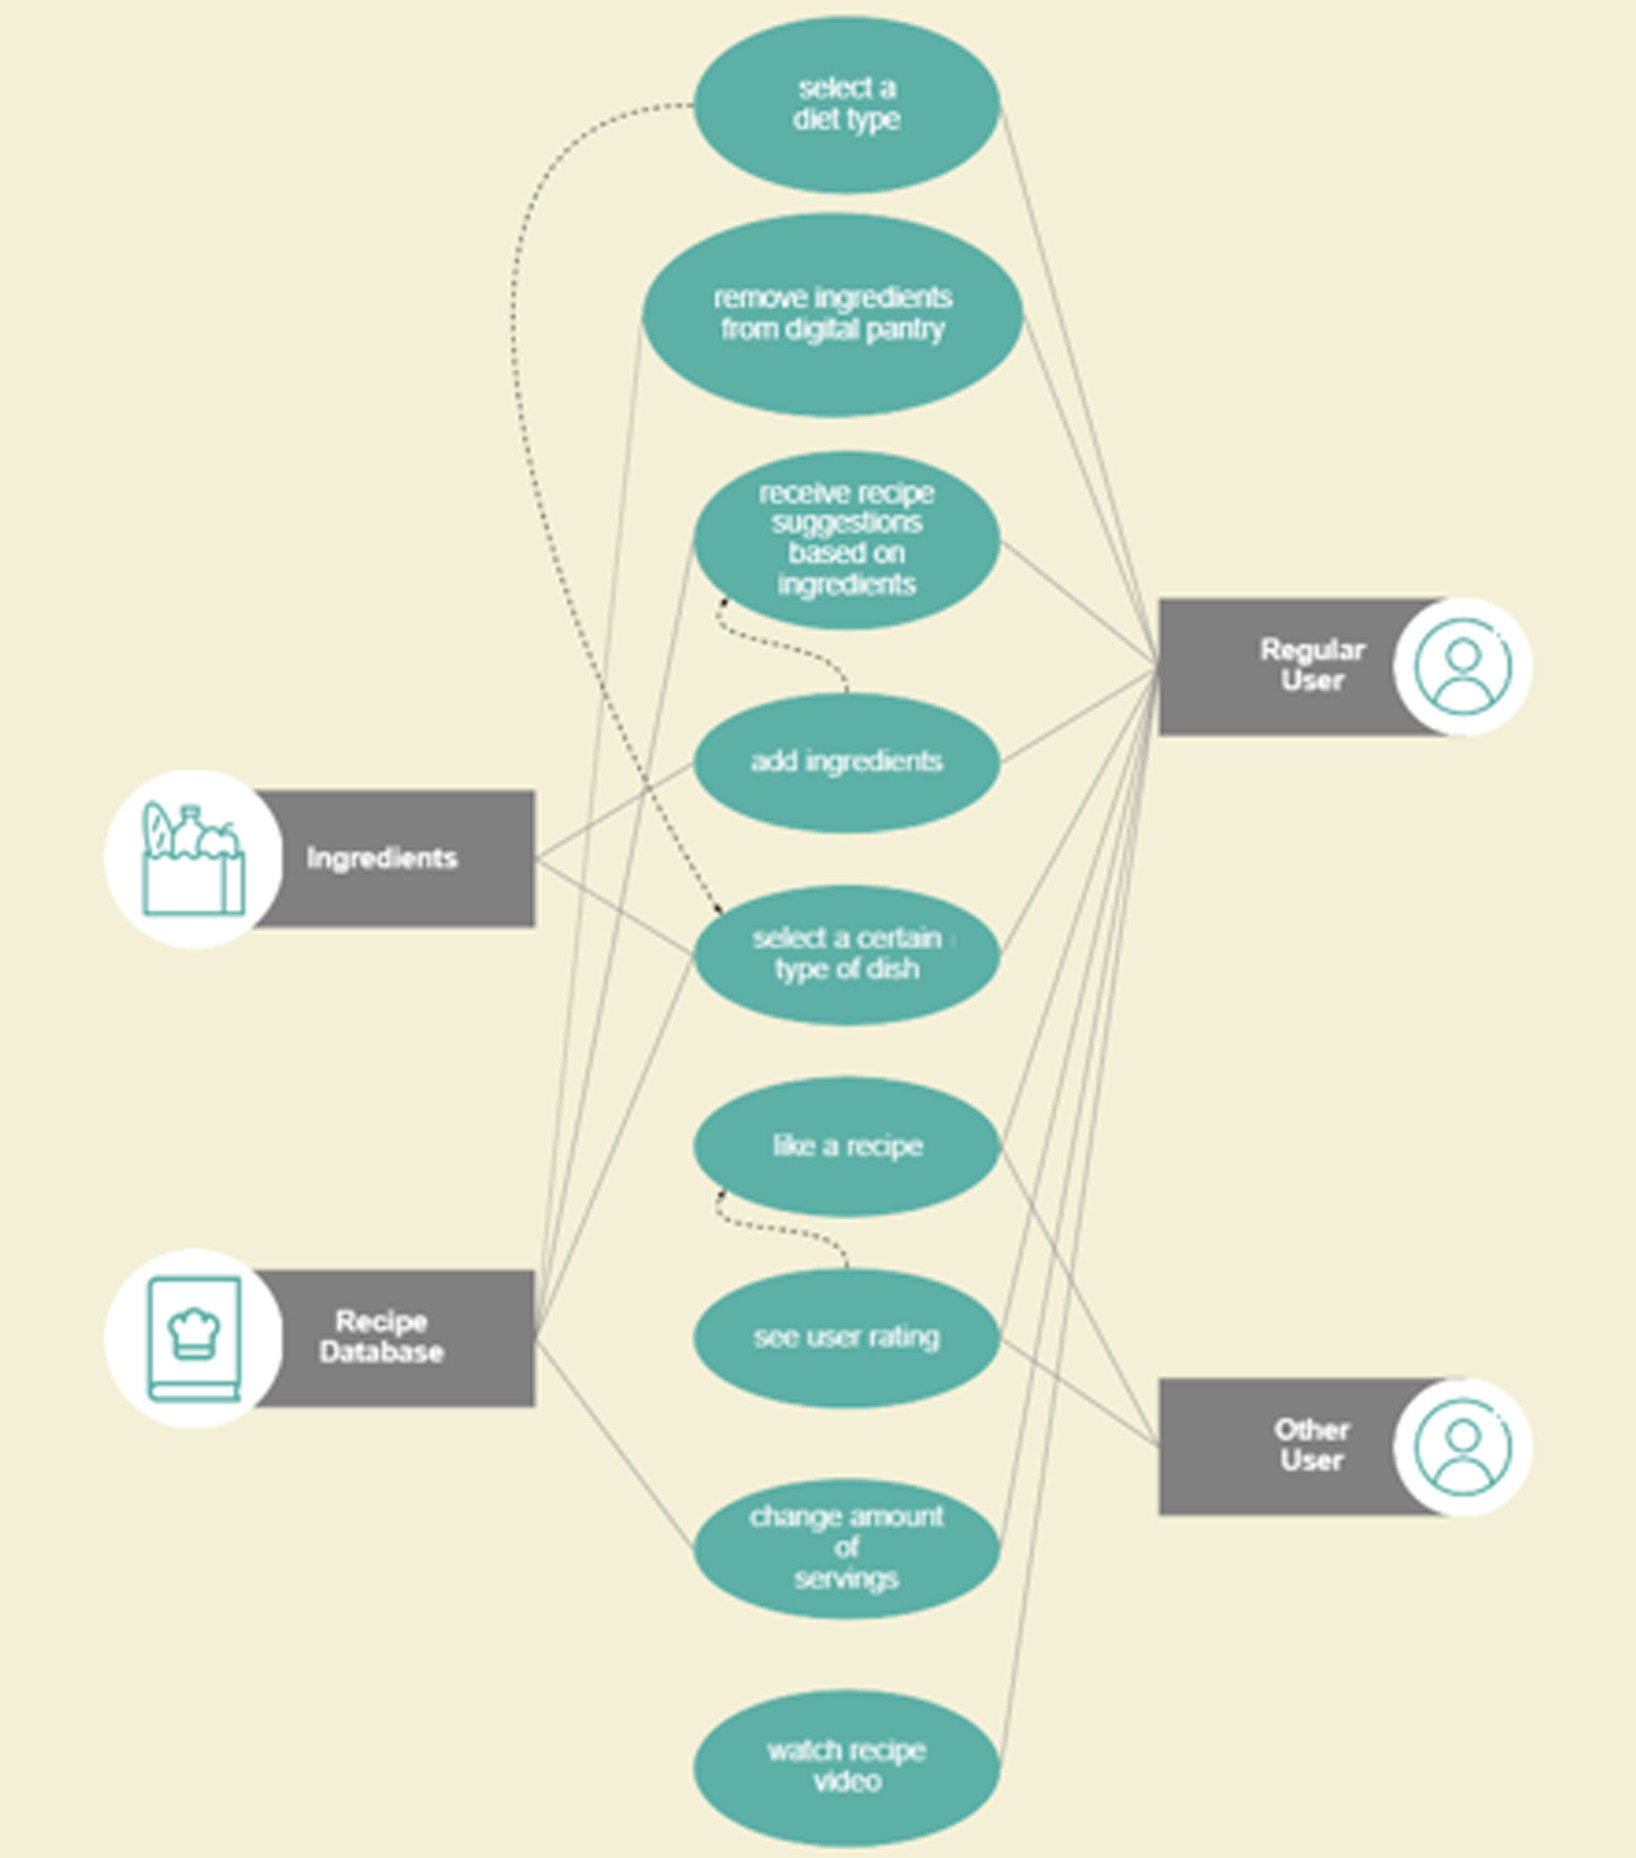 select a
diet type
remove ingredients
from digital pantry
receive recipe
suggestions
based on
ingredients
Regular
User
add ingredients
Ingredients
select a certain
type of dish
like a recipe
Recipe
Database
see user rating
Other
User
change amount
of
servings
watch recipe
video